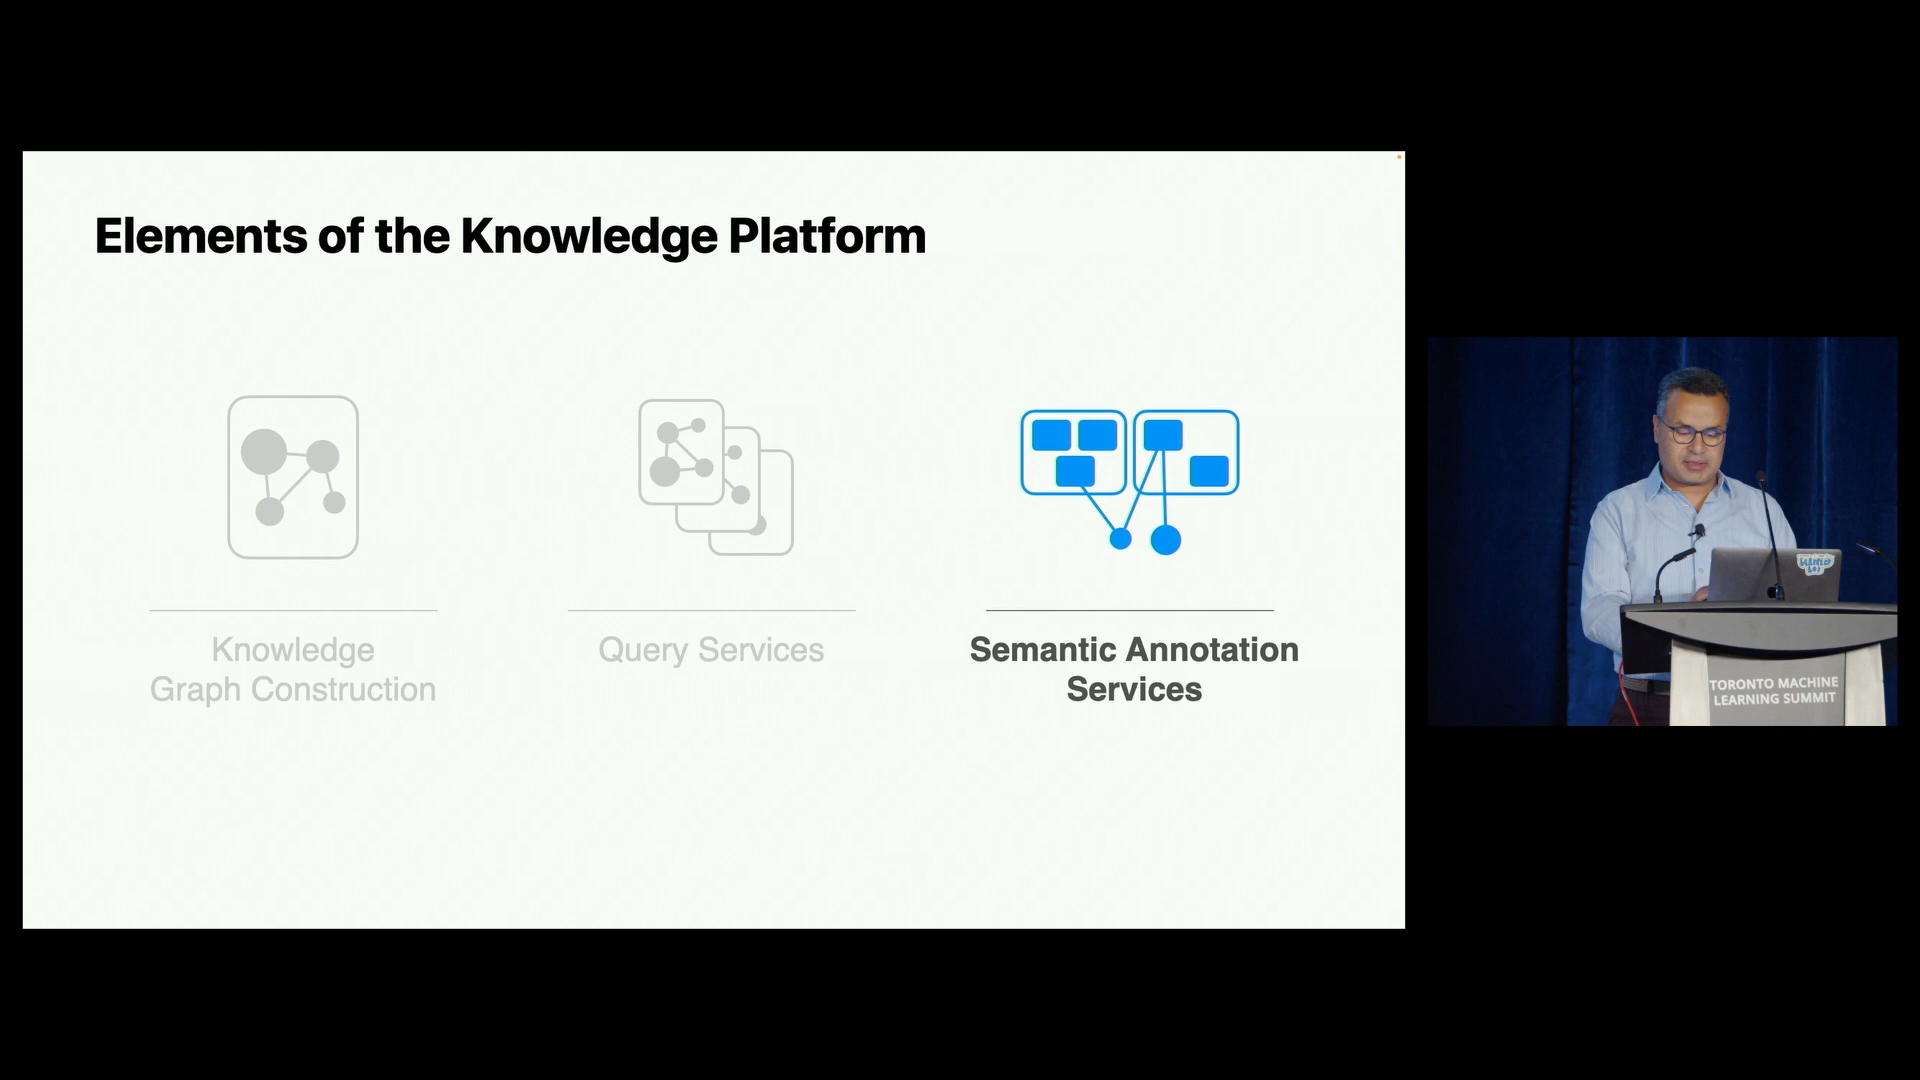 Elements of the Knowledge Platform
Knowledge
Graph Construction
Query Services
Semantic Annotation
Services
TORONTO MACHINE
LEARNING SUMMIT